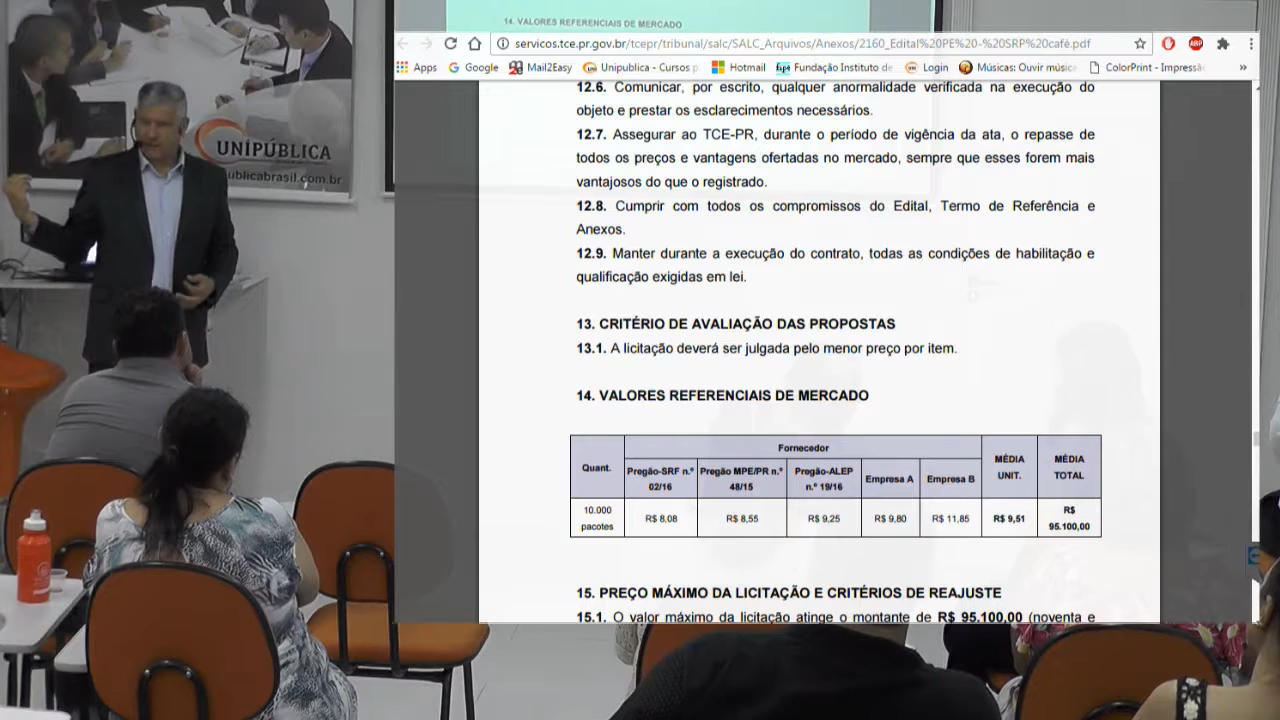 14. VALORES REFERENCIAIS DE MERCADO
servicos.tce.pr.gov.br/tcepr/tribunal/salc/SALC_Arquivos/Anexos/2160_Edital%20PE%20-%20SRP%20café.pdf
Apps Google Mail2Easy Unipublica - Cursos p Hotmail Fundação Instituto de Login Músicas: Ouvir músic ColorPrint - Impressã »
12.6. Comunicar, por escrito, qualquer anormalidade verificada na execução do
objeto e prestar os esclarecimentos necessários.
12.7. Assegurar ao TCE-PR, durante o período de vigência da ata, o repasse de
todos os preços e vantagens ofertadas no mercado, sempre que esses forem mais
vantajosos do que o registrado.
12.8. Cumprir com todos os compromissos do Edital, Termo de Referência e
Anexos.
12.9. Manter durante a execução do contrato, todas as condições de habilitação e
qualificação exigidas em lei.
13. CRITÉRIO DE AVALIAÇÃO DAS PROPOSTAS
13.1. A licitação deverá ser julgada pelo menor preço por item.
14. VALORES REFERENCIAIS DE MERCADO
Quant. Fornecedor MÉDIA UNIT. MÉDIA TOTAL
Pregão-SRF n.º 02/16 Pregão MPE/PR n.º 48/15 Pregão-ALEP n.º 19/16 Empresa A Empresa B
10.000 pacotes R$ 8,08 R$ 8,55 R$ 9,25 R$ 9,80 R$ 11,85 R$ 9,51 R$ 95.100,00
15. PREÇO MÁXIMO DA LICITAÇÃO E CRITÉRIOS DE REAJUSTE
15.1. O valor máximo da licitação atinge o montante de R$ 95.100,00 (noventa e
UNIPÚBLICA
publicabrasil.com.br